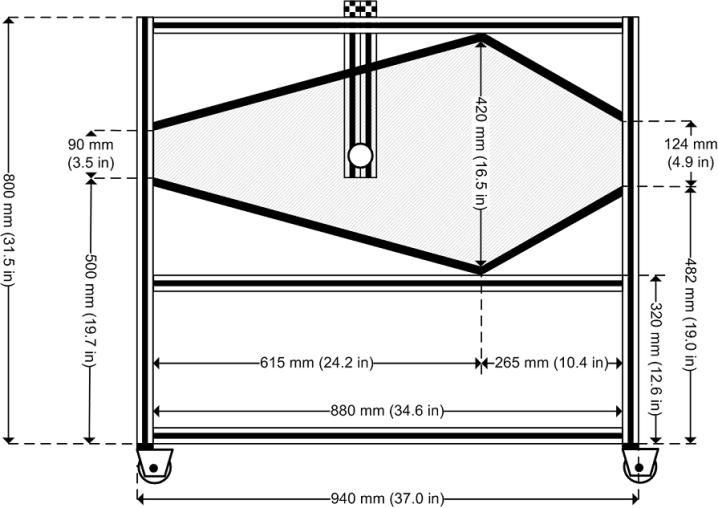 90 mm
(3.5 in)
800 mm (31.5 in)
500 mm
(19.7 in)
420 mm (16.5 in)
124 mm
(4.9 in)
482 mm (19.0 in)
320 mm
(12.6 in)
615 mm (24.2 in)
265 mm (10.4 in)
880 mm (34.6 in)
940 mm (37.0 in)